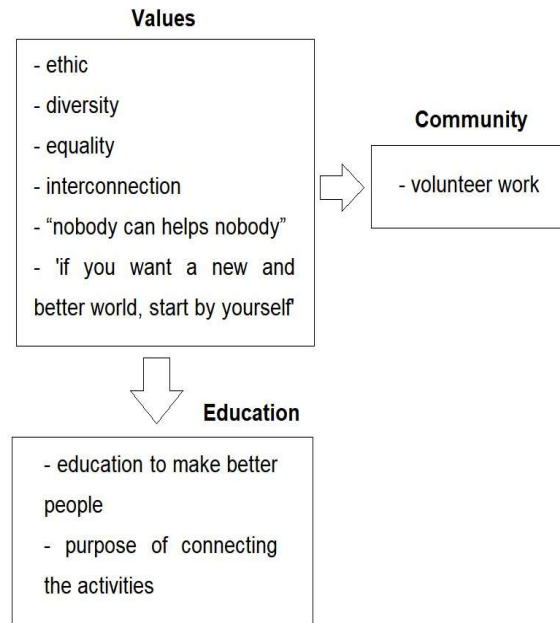 Values
- ethic
- diversity
- equality
- interconnection
- “nobody can helps nobody”
- 'if you want a new and
better world, start by yourself'
Community
- volunteer work
Education
- education to make better
people
- purpose of connecting
the activities